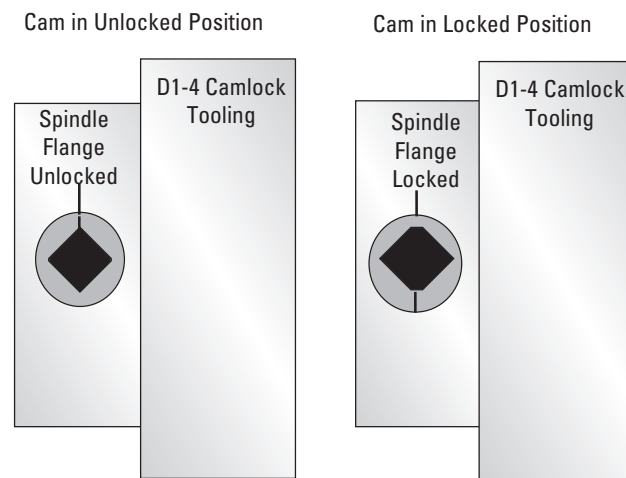 Cam in Unlocked Position
Cam in Locked Position
D1-4 Camlock
Tooling
Spindle
Flange
Unlocked
D1-4 Camlock
Tooling
Spindle
Flange
Locked